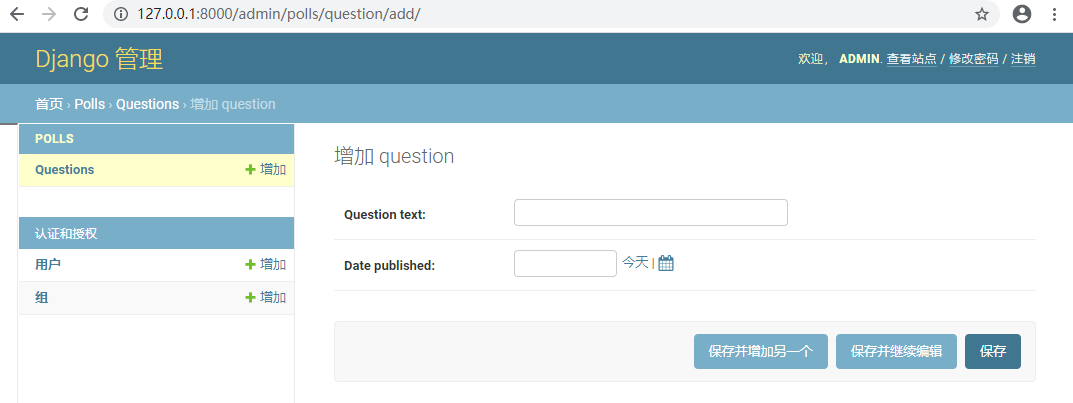 127.0.0.1:8000/admin/polls/question/add/
Django 管理
欢迎， ADMIN. 查看站点 / 修改密码 / 注销
首页 › Polls › Questions › 增加 question
POLLS
Questions 增加
认证和授权
用户 增加
组 增加
增加 question
Question text:
Date published: 今天 |
保存并增加另一个 保存并继续编辑 保存